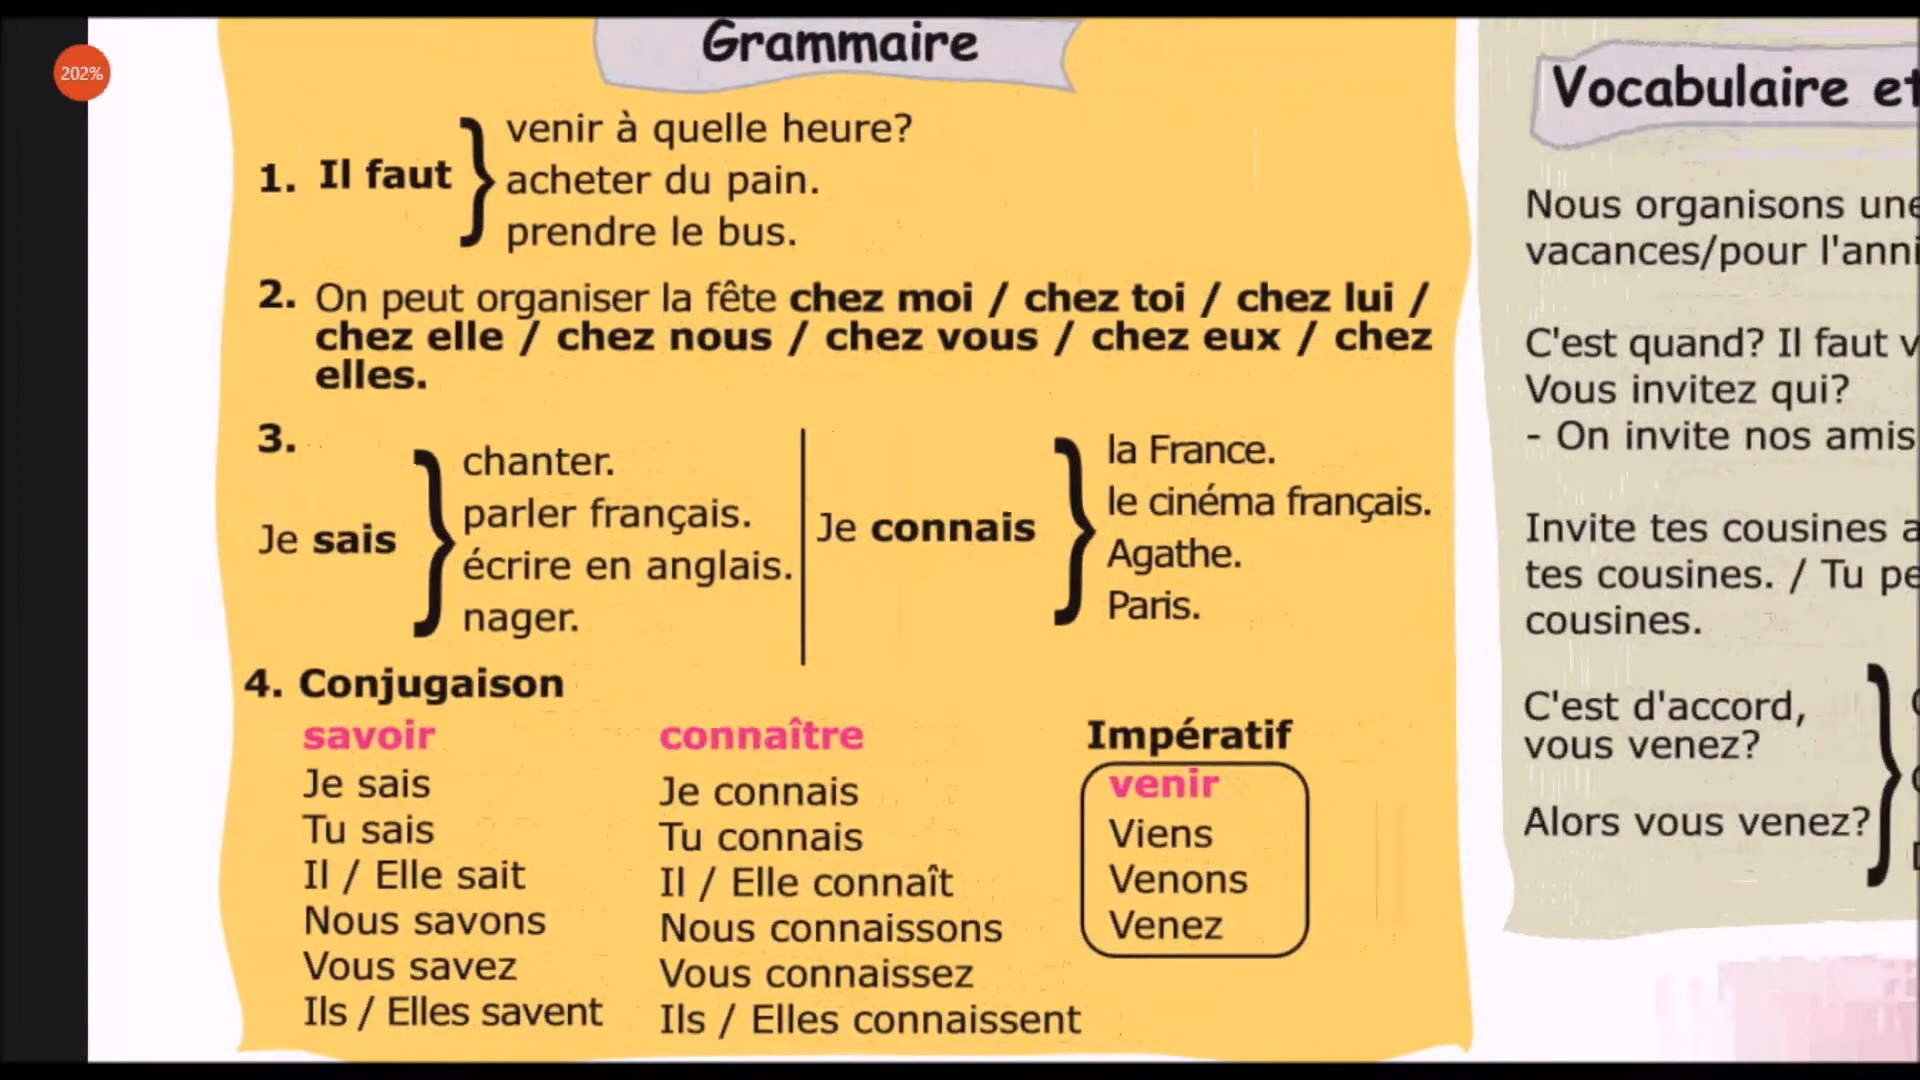 202%
Grammaire
1. Il faut
venir à quelle heure?
acheter du pain.
prendre le bus.
2. On peut organiser la fête chez moi / chez toi / chez lui /
chez elle / chez nous / chez vous / chez eux / chez
elles.
3.
Je sais
chanter.
parler français.
écrire en anglais.
nager.
Je connais
la France.
le cinéma français.
Agathe.
Paris.
4. Conjugaison
savoir
Je sais
Tu sais
Il / Elle sait
Nous savons
Vous savez
Ils / Elles savent
connaître
Je connais
Tu connais
Il / Elle connaît
Nous connaissons
Vous connaissez
Ils / Elles connaissent
Impératif
venir
Viens
Venons
Venez
Vocabulaire et
Nous organisons une
vacances/pour l'anni
C'est quand? Il faut v
Vous invitez qui?
- On invite nos amis
Invite tes cousines a
tes cousines. / Tu pe
cousines.
C'est d'accord,
vous venez?
Alors vous venez?